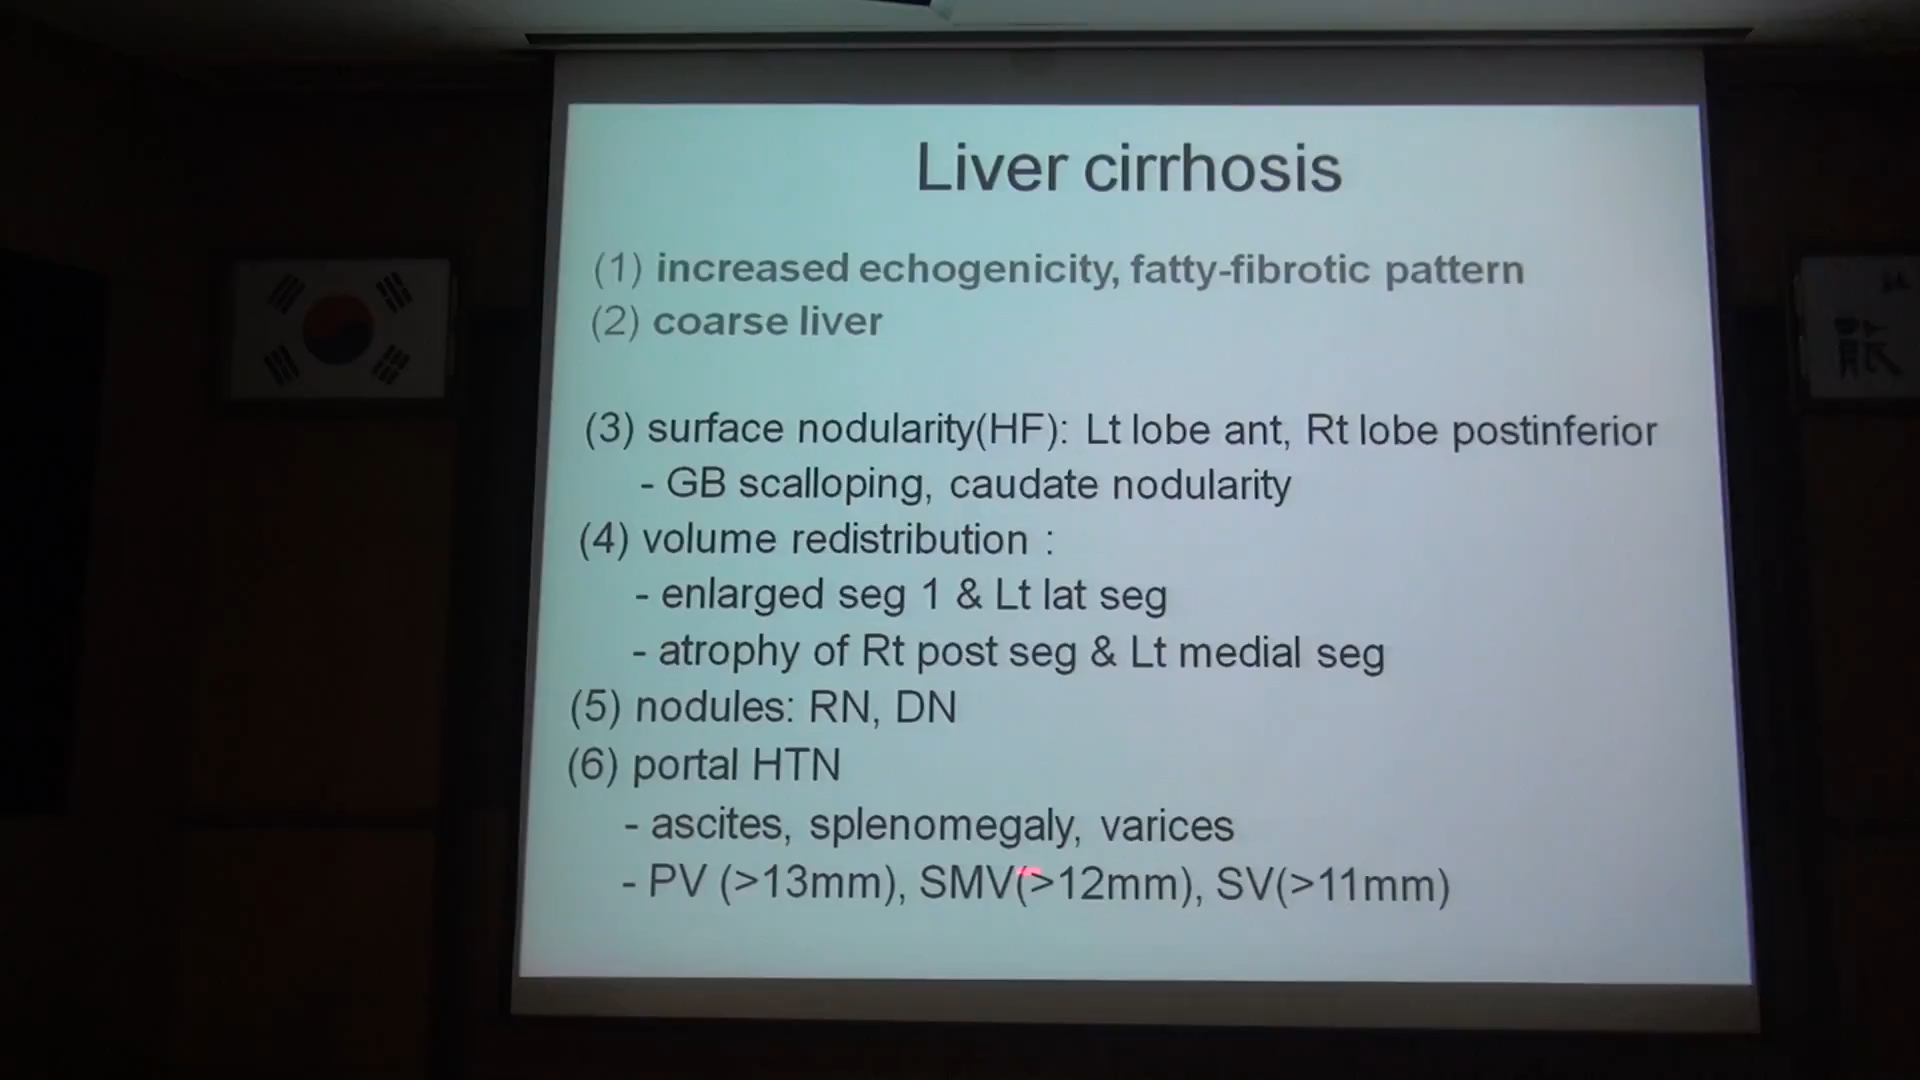 Liver cirrhosis
(1) increased echogenicity, fatty-fibrotic pattern
(2) coarse liver
(3) surface nodularity(HF): Lt lobe ant, Rt lobe postinferior
- GB scalloping, caudate nodularity
(4) volume redistribution :
- enlarged seg 1 & Lt lat seg
- atrophy of Rt post seg & Lt medial seg
(5) nodules: RN, DN
(6) portal HTN
- ascites, splenomegaly, varices
- PV (>13mm), SMV(>12mm), SV(>11mm)